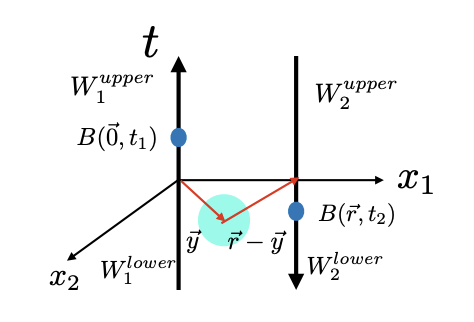 t
W_1^{upper}
W_2^{upper}
B(\vec{0}, t_1)
x_1
B(\vec{r}, t_2)
\vec{y}
\vec{r} - \vec{y}
x_2
W_1^{lower}
W_2^{lower}